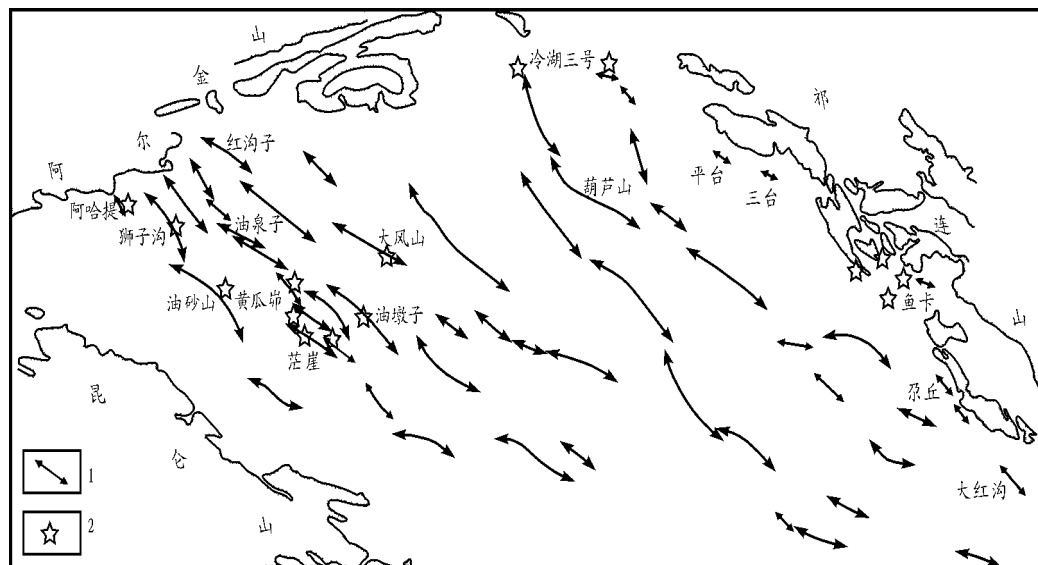 阿尔金山
祁连山
昆仑山
冷湖三号
红沟子
平台
三台
葫芦山
阿哈提
狮子沟
油泉子
大风山
油砂山
黄瓜峁
油墩子
茫崖
鱼卡
尕丘
大红沟
1
2